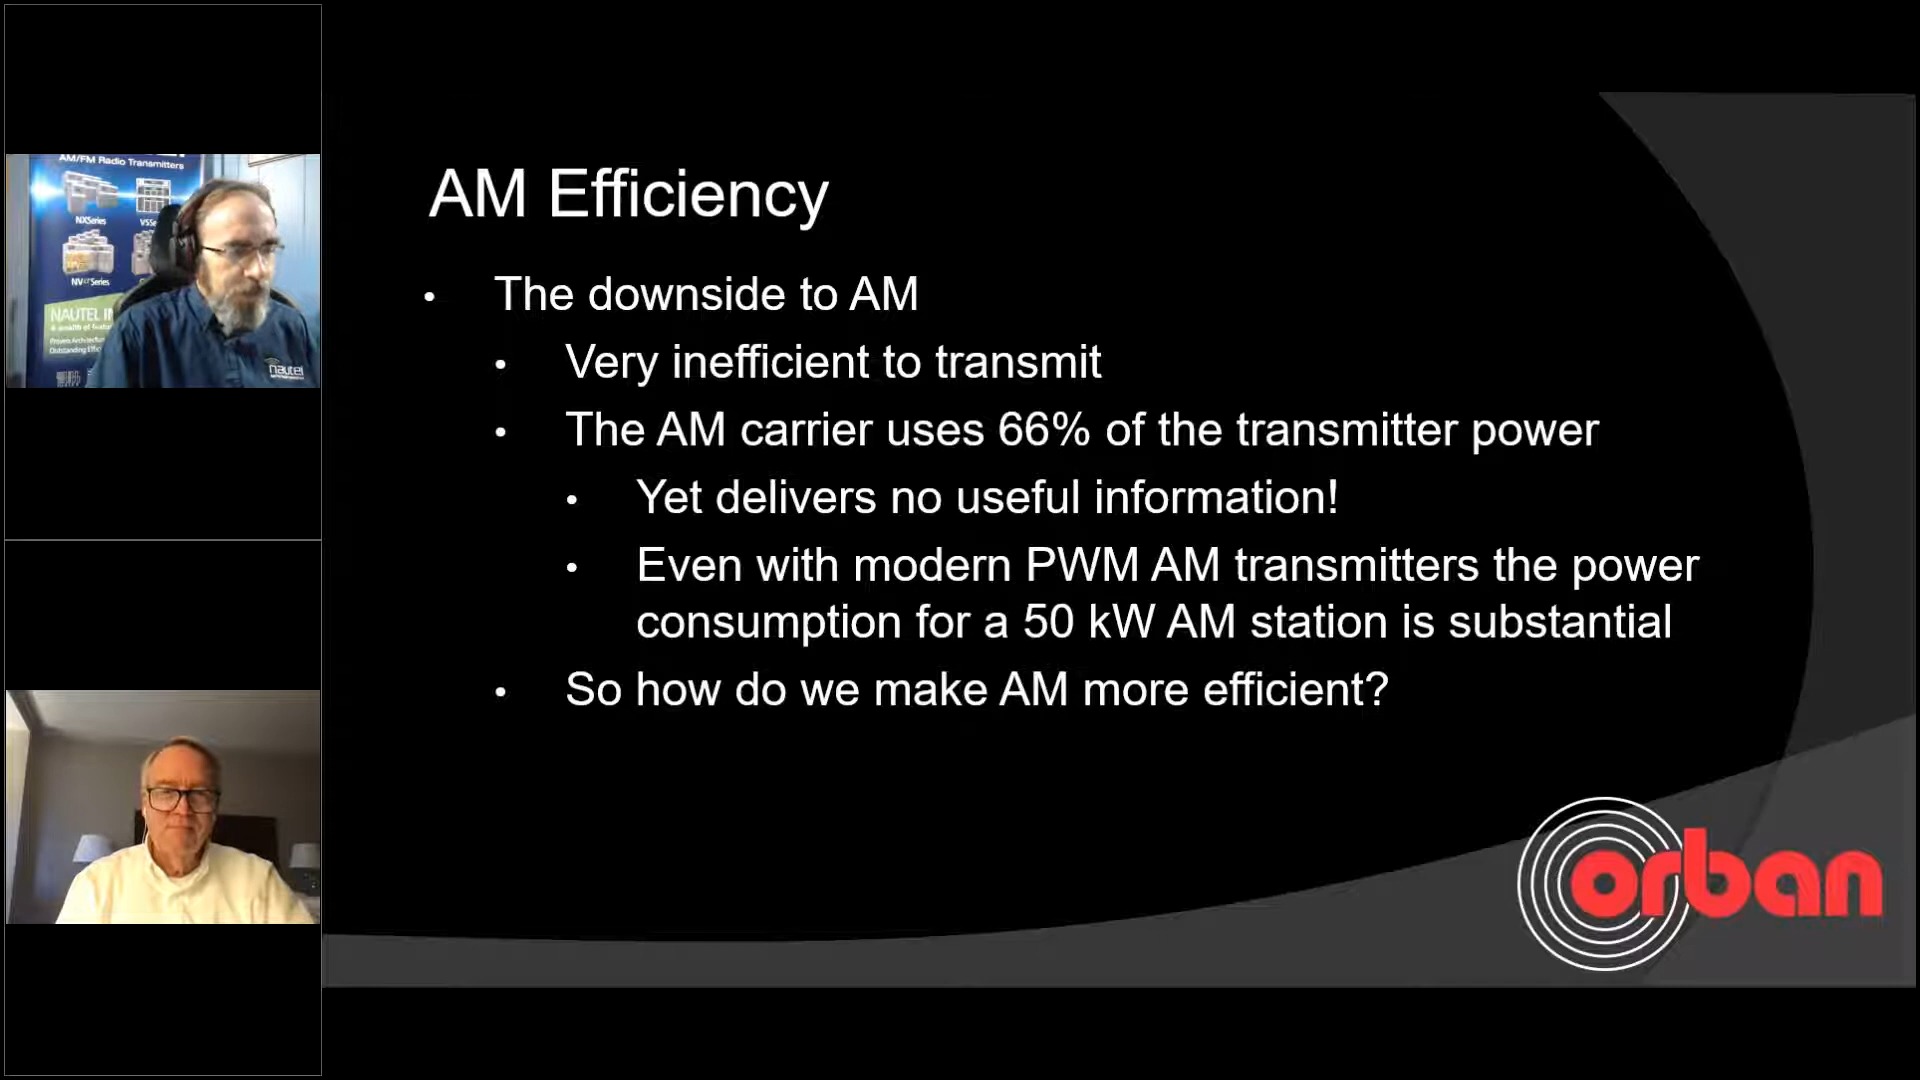 AM/FM Radio Transmitters
NXSeries
NVLT Series
NAUTEL
nautel
AM Efficiency
• The downside to AM
• Very inefficient to transmit
• The AM carrier uses 66% of the transmitter power
• Yet delivers no useful information!
• Even with modern PWM AM transmitters the power
consumption for a 50 kW AM station is substantial
• So how do we make AM more efficient?
orban